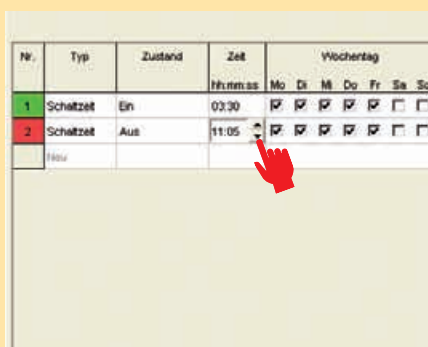 Nr. Typ Zustand Zeit Wochentag
hh:mm:ss Mo Di Mi Do Fr Sa So
1 Schaltzeit Ein 03:30
2 Schaltzeit Aus 11:05
Neu